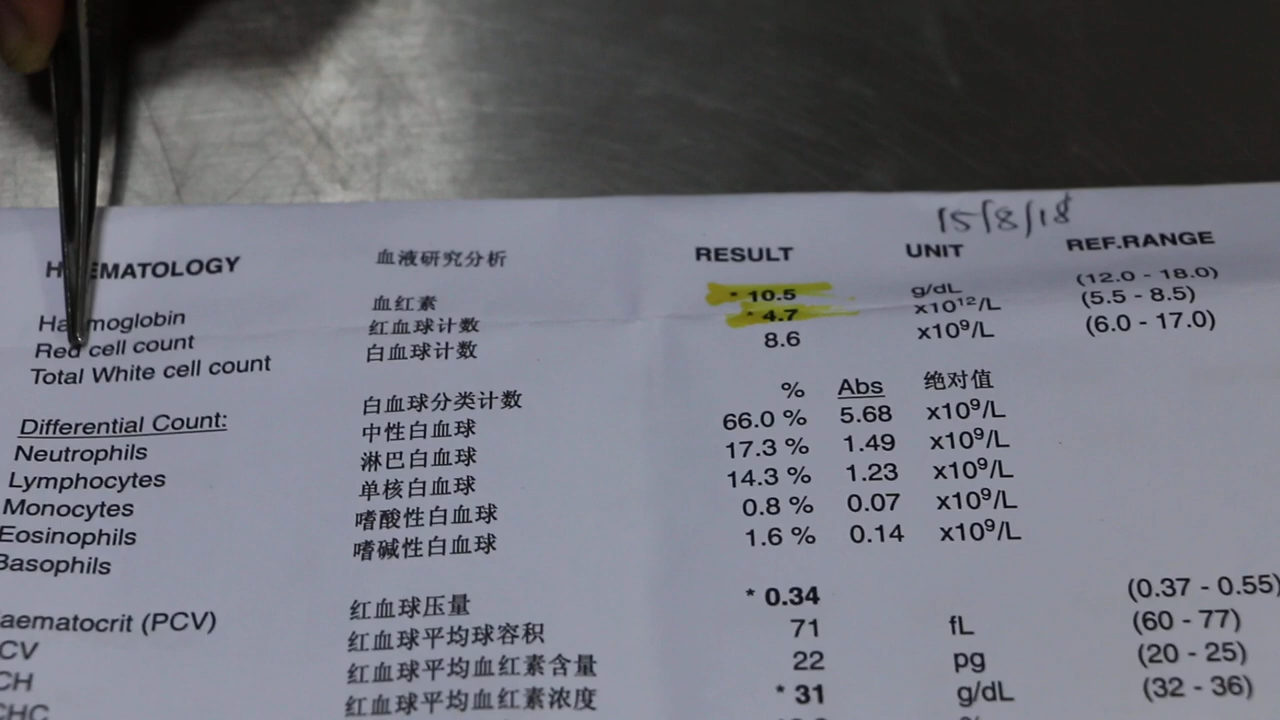 15/8/18
HAEMATOLOGY 血液研究分析 RESULT UNIT REF.RANGE
Haemoglobin 血红素 * 10.5 g/dL (12.0 - 18.0)
Red cell count 红血球计数 * 4.7 x10¹²/L (5.5 - 8.5)
Total White cell count 白血球计数 8.6 x10⁹/L (6.0 - 17.0)
Differential Count: 白血球分类计数 % Abs 绝对值
Neutrophils 中性白血球 66.0 % 5.68 x10⁹/L
Lymphocytes 淋巴白血球 17.3 % 1.49 x10⁹/L
Monocytes 单核白血球 14.3 % 1.23 x10⁹/L
Eosinophils 嗜酸性白血球 0.8 % 0.07 x10⁹/L
Basophils 嗜碱性白血球 1.6 % 0.14 x10⁹/L
aematocrit (PCV) 红血球压量 * 0.34 (0.37 - 0.55)
CV 红血球平均球容积 71 fL (60 - 77)
CH 红血球平均血红素含量 22 pg (20 - 25)
CHC 红血球平均血红素浓度 * 31 g/dL (32 - 36)